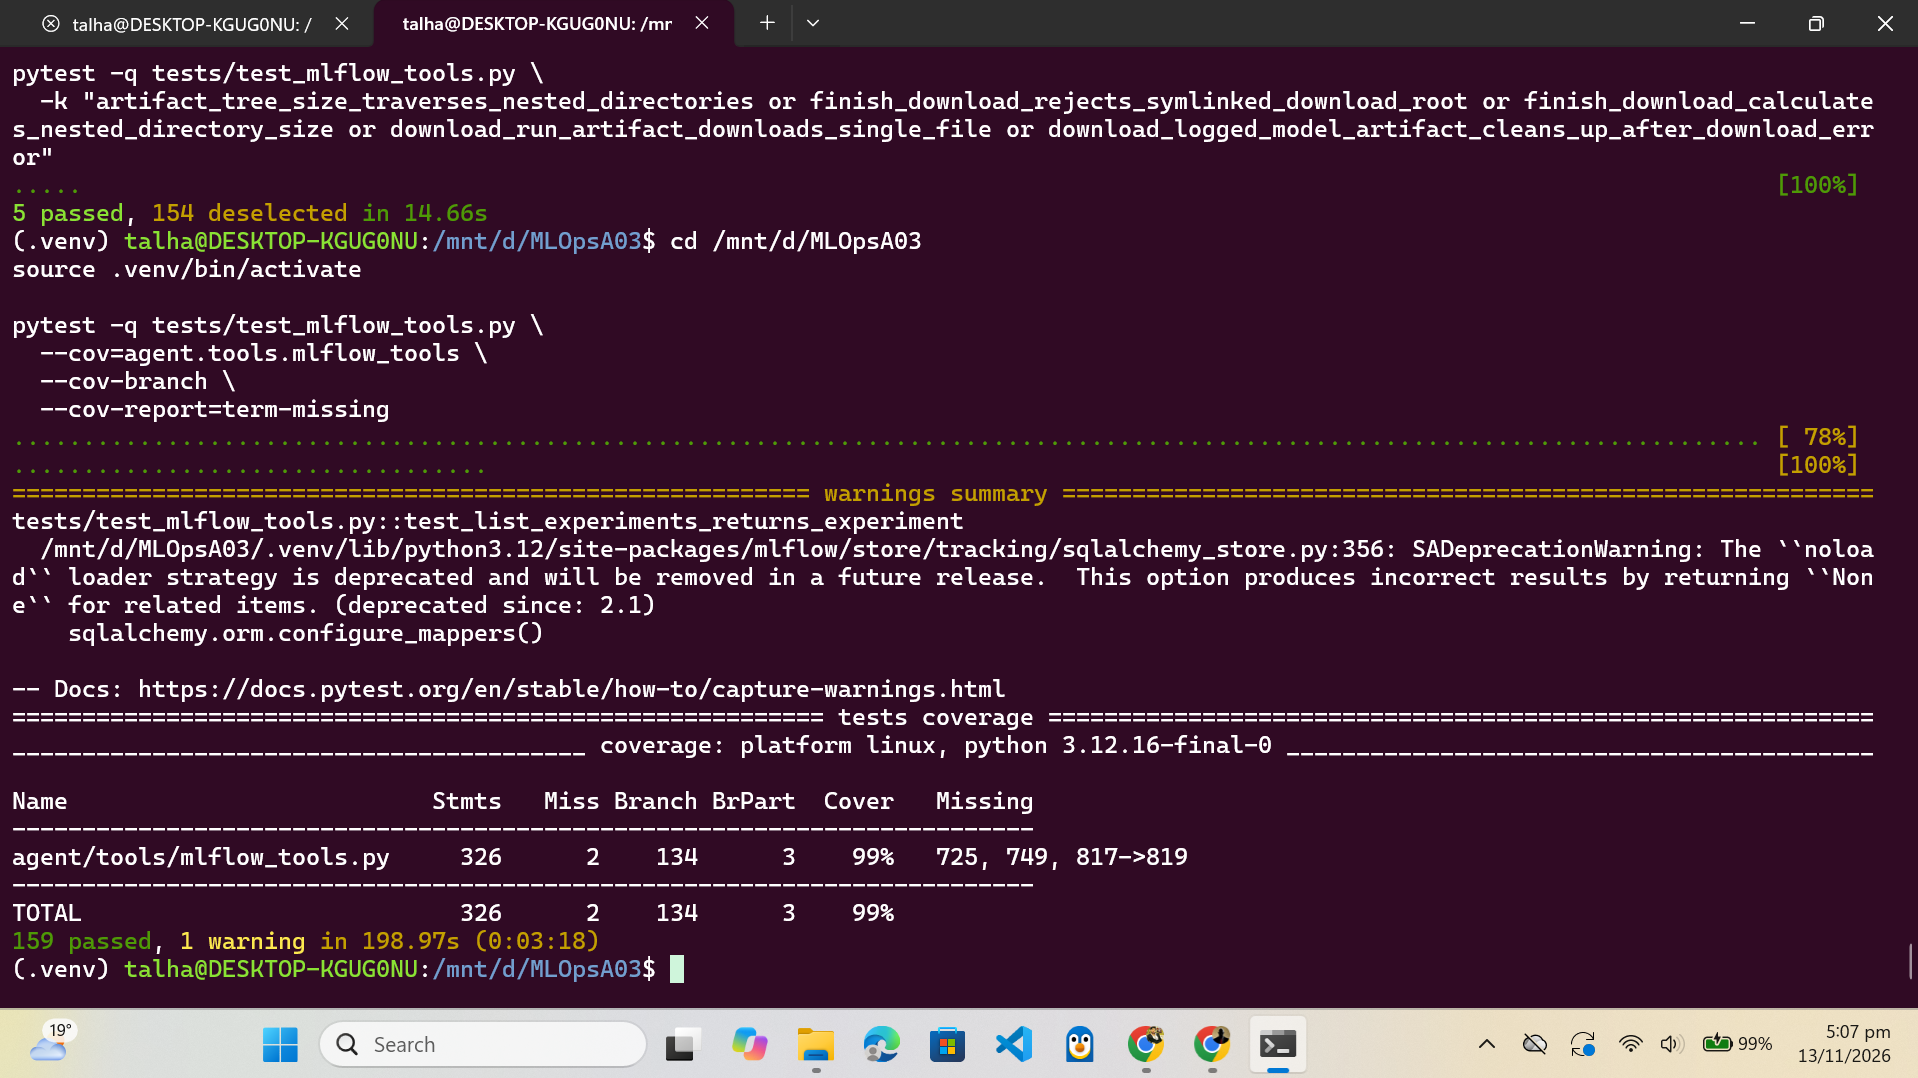 talha@DESKTOP-KGUG0NU: /
talha@DESKTOP-KGUG0NU: /mr
pytest -q tests/test_mlflow_tools.py \
  -k "artifact_tree_size_traverses_nested_directories or finish_download_rejects_symlinked_download_root or finish_download_calculate
s_nested_directory_size or download_run_artifact_downloads_single_file or download_logged_model_artifact_cleans_up_after_download_err
or"
..... [100%]
5 passed, 154 deselected in 14.66s
(.venv) talha@DESKTOP-KGUG0NU:/mnt/d/MLOpsA03$ cd /mnt/d/MLOpsA03
source .venv/bin/activate
pytest -q tests/test_mlflow_tools.py \
  --cov=agent.tools.mlflow_tools \
  --cov-branch \
  --cov-report=term-missing
............................................................................................................................. [ 78%]
.................................. [100%]
========================================================= warnings summary ==========================================================
tests/test_mlflow_tools.py::test_list_experiments_returns_experiment
  /mnt/d/MLOpsA03/.venv/lib/python3.12/site-packages/mlflow/store/tracking/sqlalchemy_store.py:356: SADeprecationWarning: The ``noloa
d`` loader strategy is deprecated and will be removed in a future release.  This option produces incorrect results by returning ``Non
e`` for related items. (deprecated since: 2.1)
    sqlalchemy.orm.configure_mappers()
-- Docs: https://docs.pytest.org/en/stable/how-to/capture-warnings.html
========================================================== tests coverage ===========================================================
_________________________________________ coverage: platform linux, python 3.12.16-final-0 __________________________________________
Name                          Stmts   Miss Branch BrPart  Cover   Missing
-------------------------------------------------------------------------
agent/tools/mlflow_tools.py     326      2    134      3    99%   725, 749, 817->819
-------------------------------------------------------------------------
TOTAL                           326      2    134      3    99%
159 passed, 1 warning in 198.97s (0:03:18)
(.venv) talha@DESKTOP-KGUG0NU:/mnt/d/MLOpsA03$
19°
Search
99%
5:07 pm
13/11/2026